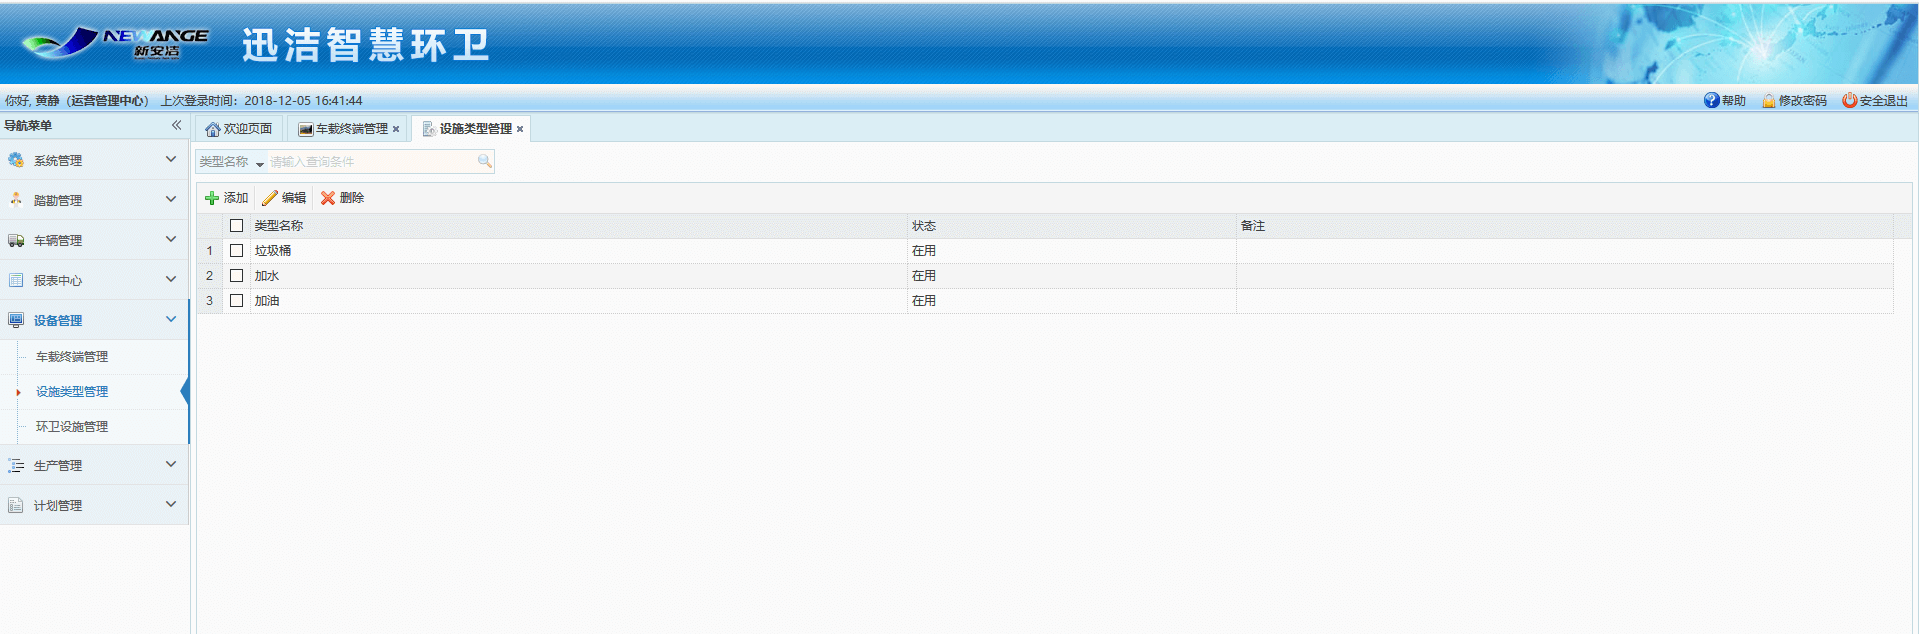 NEWANGE
新安洁
迅洁智慧环卫
你好, 黄静（运营管理中心） 上次登录时间：2018-12-05 16:41:44
帮助 修改密码 安全退出
导航菜单
欢迎页面 车载终端管理 设施类型管理
系统管理
踏勘管理
车辆管理
报表中心
设备管理
车载终端管理
设施类型管理
环卫设施管理
生产管理
计划管理
类型名称 请输入查询条件
添加 编辑 删除
类型名称 状态 备注
1 垃圾桶 在用
2 加水 在用
3 加油 在用